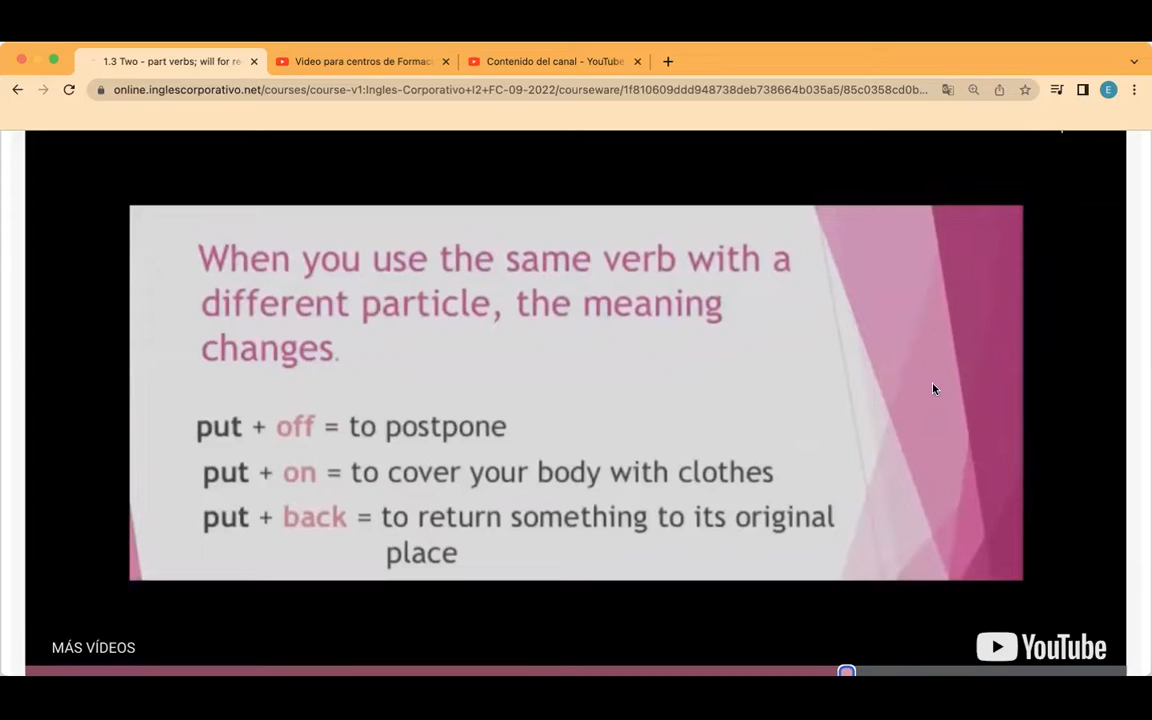 1.3 Two - part verbs; will for re
Video para centros de Formac
Contenido del canal - YouTube
online.inglescorporativo.net/courses/course-v1:Ingles-Corporativo+I2+FC-09-2022/courseware/1f810609ddd948738deb738664b035a5/85c0358cd0b...
E
When you use the same verb with a
different particle, the meaning
changes.
put + off = to postpone
put + on = to cover your body with clothes
put + back = to return something to its original
place
MÁS VÍDEOS
YouTube